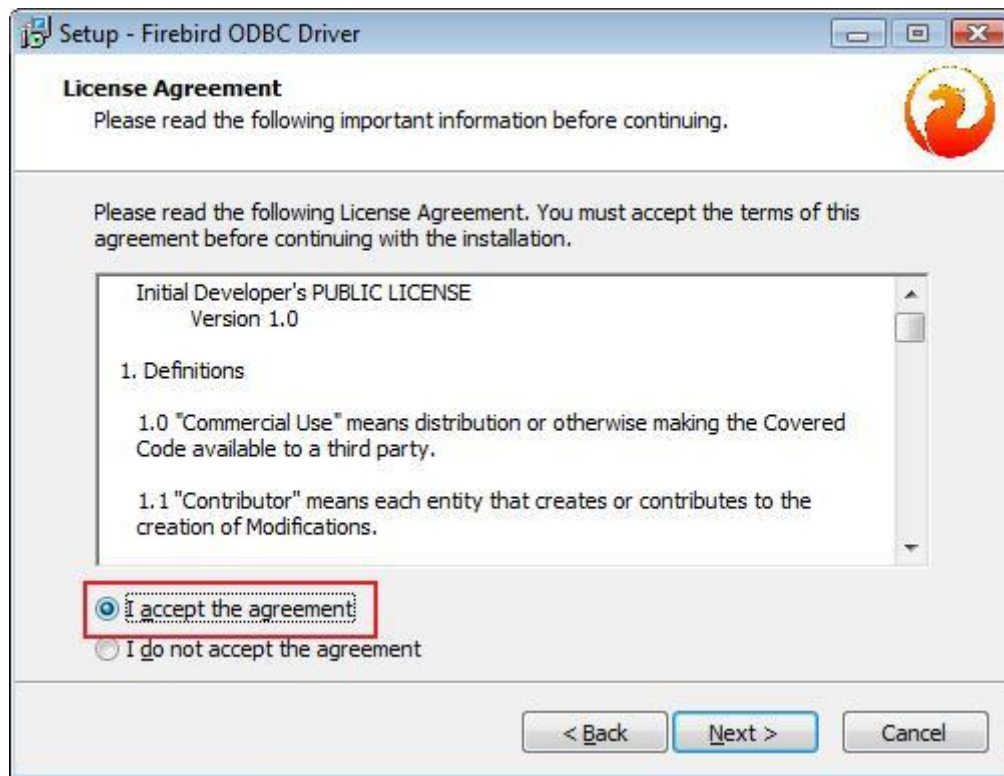 Setup - Firebird ODBC Driver
License Agreement
Please read the following important information before continuing.
Please read the following License Agreement. You must accept the terms of this
agreement before continuing with the installation.
Initial Developer's PUBLIC LICENSE
Version 1.0
1. Definitions
1.0 "Commercial Use" means distribution or otherwise making the Covered
Code available to a third party.
1.1 "Contributor" means each entity that creates or contributes to the
creation of Modifications.
I accept the agreement
I do not accept the agreement
< Back Next > Cancel